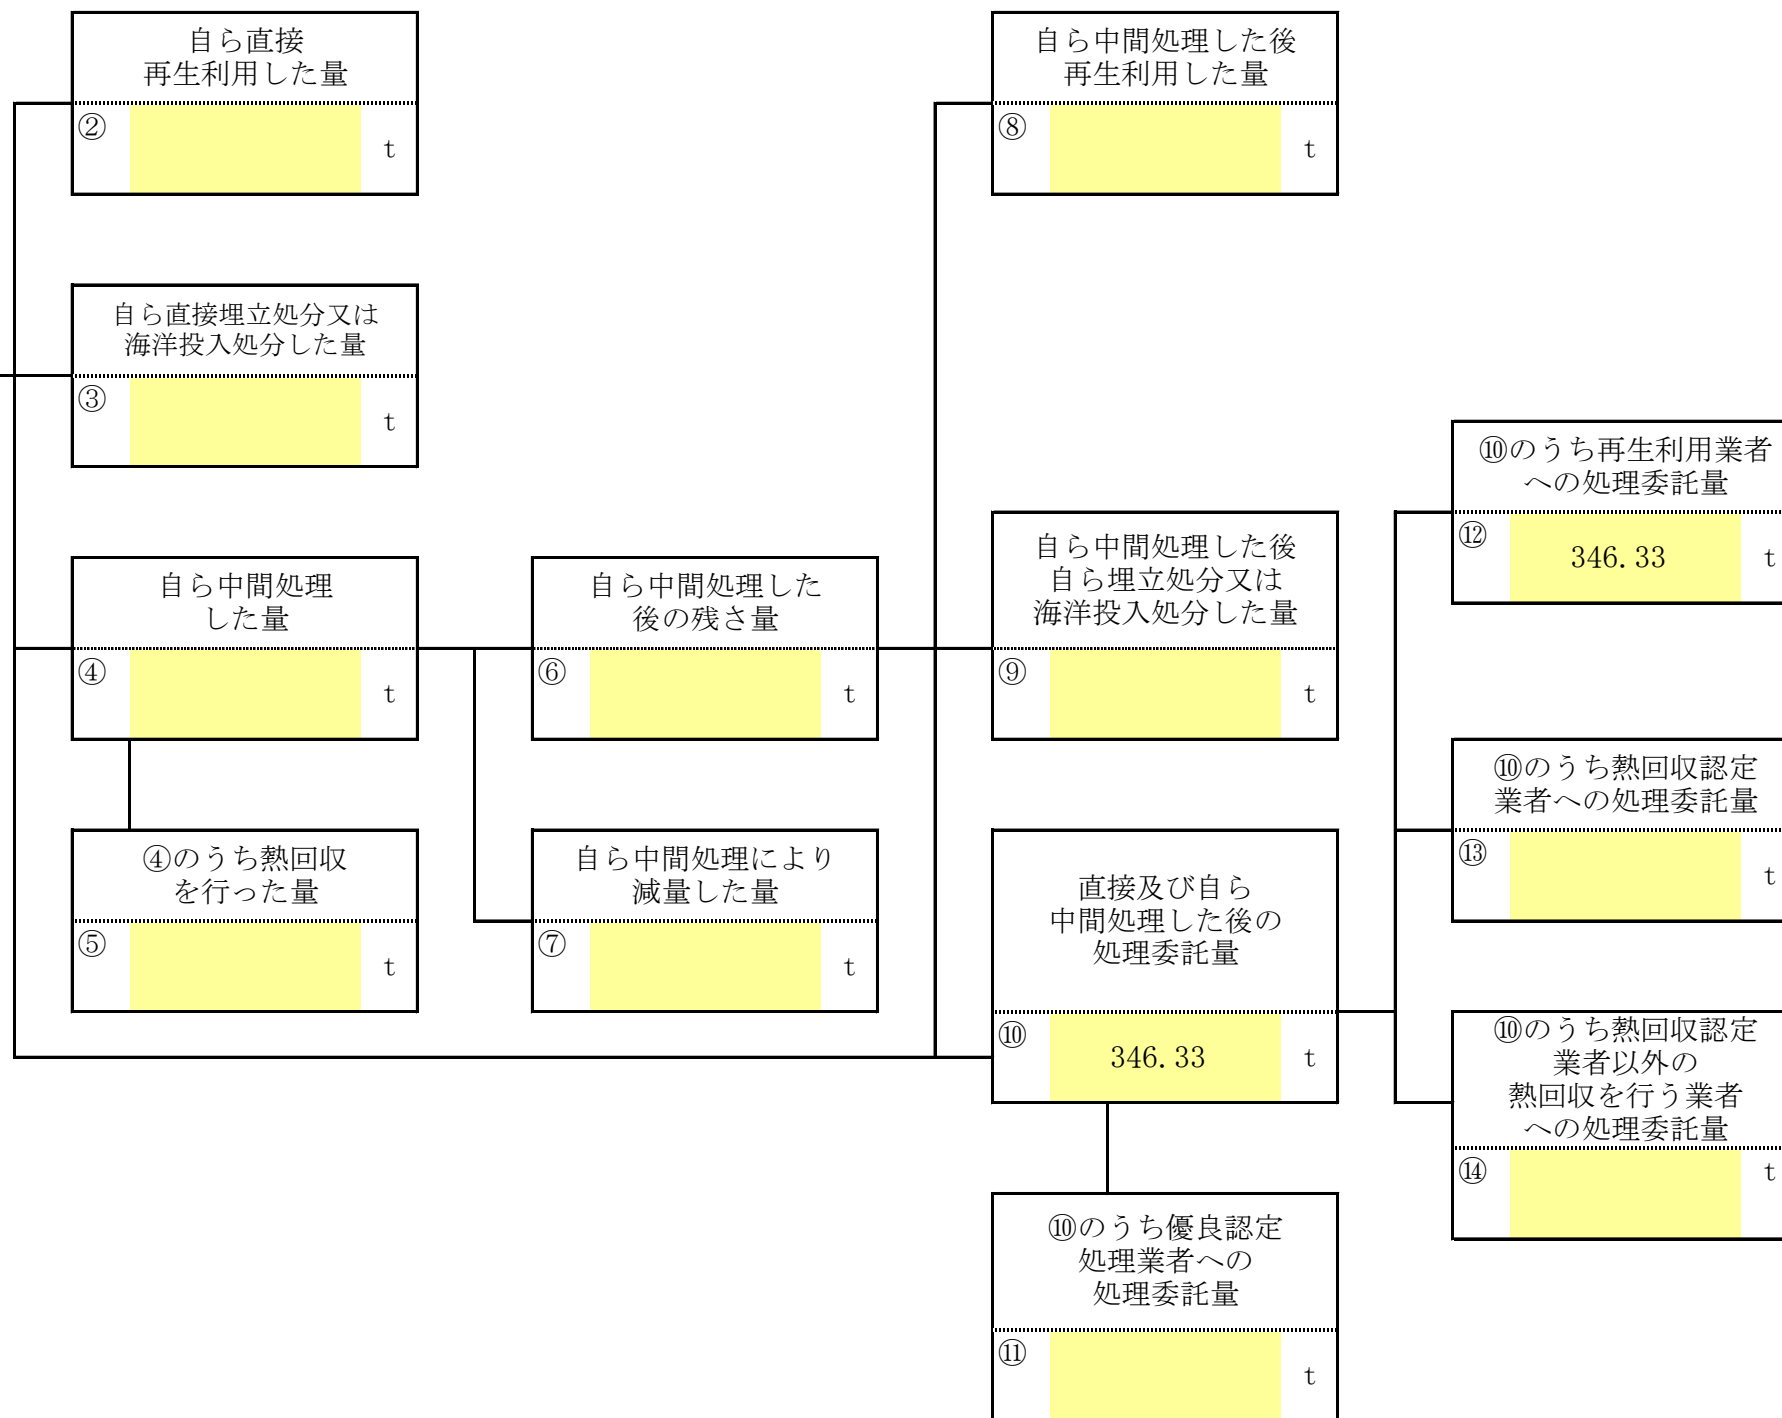 自ら直接
再生利用した量
②
t
自ら直接埋立処分又は
海洋投入処分した量
③
t
自ら中間処理
した量
④
t
④のうち熱回収
を行った量
⑤
t
自ら中間処理した
後の残さ量
⑥
t
自ら中間処理により
減量した量
⑦
t
自ら中間処理した後
再生利用した量
⑧
t
自ら中間処理した後
自ら埋立処分又は
海洋投入処分した量
⑨
t
直接及び自ら
中間処理した後の
処理委託量
⑩ 346.33 t
⑩のうち優良認定
処理業者への
処理委託量
⑪
t
⑩のうち再生利用業者
への処理委託量
⑫ 346.33 t
⑩のうち熱回収認定
業者への処理委託量
⑬
t
⑩のうち熱回収認定
業者以外の
熱回収を行う業者
への処理委託量
⑭
t